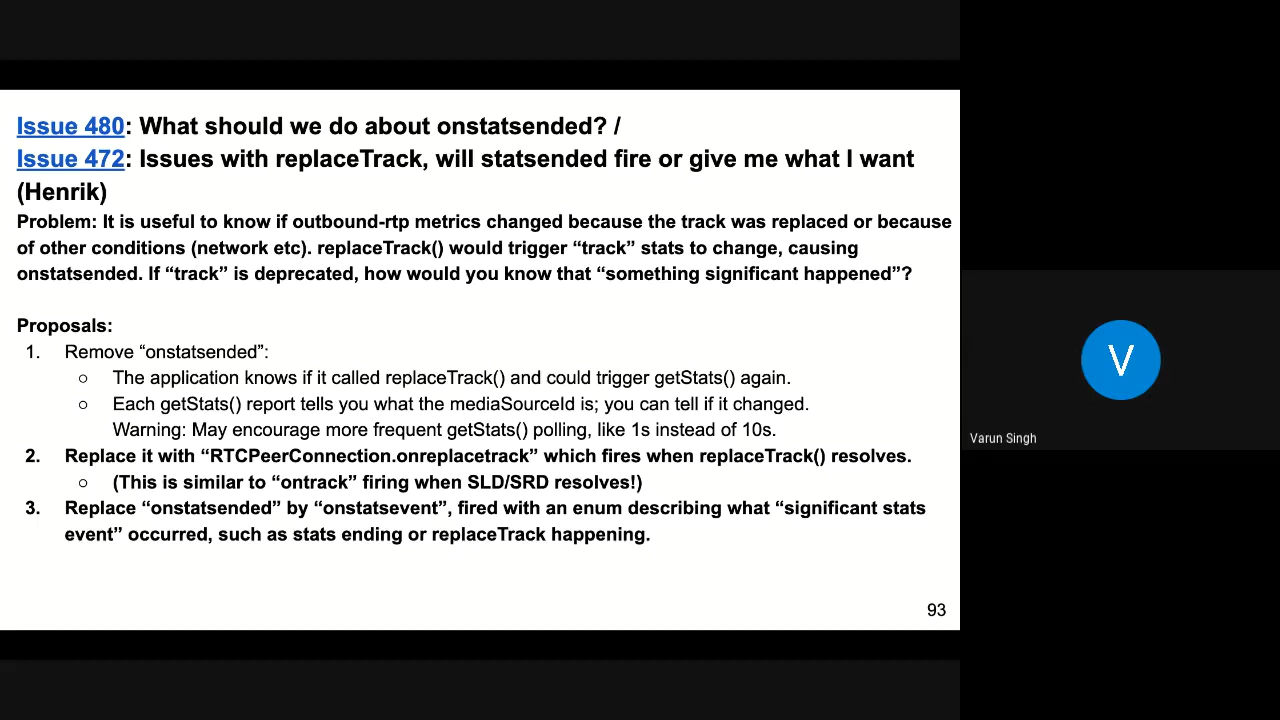 Issue 480: What should we do about onstatsended? /
Issue 472: Issues with replaceTrack, will statsended fire or give me what I want
(Henrik)
Problem: It is useful to know if outbound-rtp metrics changed because the track was replaced or because
of other conditions (network etc). replaceTrack() would trigger “track” stats to change, causing
onstatsended. If “track” is deprecated, how would you know that “something significant happened”?
Proposals:
1. Remove “onstatsended”:
○ The application knows if it called replaceTrack() and could trigger getStats() again.
○ Each getStats() report tells you what the mediaSourceId is; you can tell if it changed.
Warning: May encourage more frequent getStats() polling, like 1s instead of 10s.
2. Replace it with “RTCPeerConnection.onreplacetrack” which fires when replaceTrack() resolves.
○ (This is similar to “ontrack” firing when SLD/SRD resolves!)
3. Replace “onstatsended” by “onstatsevent”, fired with an enum describing what “significant stats
event” occurred, such as stats ending or replaceTrack happening.
93
V
Varun Singh